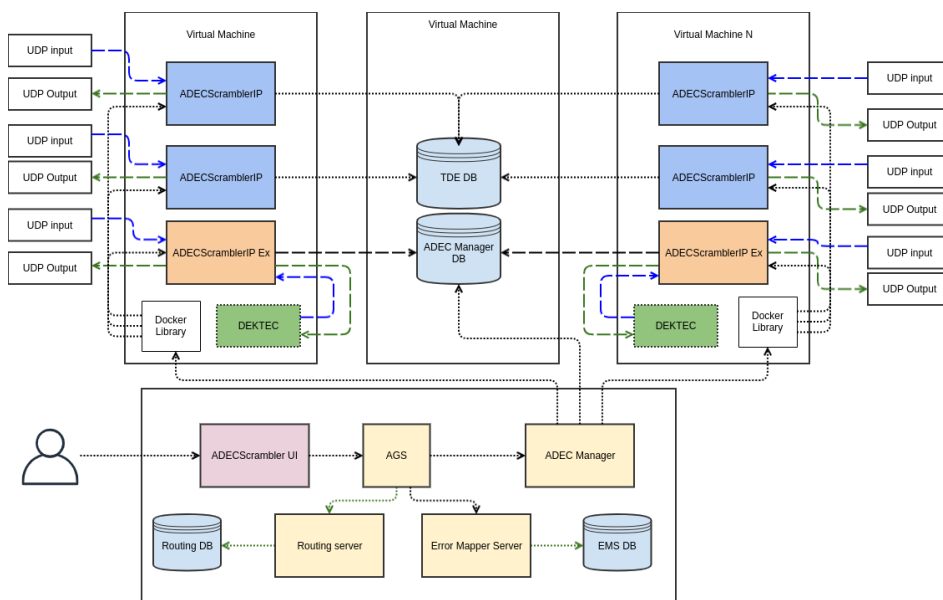 Virtual Machine
Virtual Machine
Virtual Machine N
UDP input
UDP Output
UDP input
UDP Output
UDP input
UDP Output
ADECScramblerIP
ADECScramblerIP
ADECScramblerIP Ex
Docker
Library
DEKTEC
TDE DB
ADEC Manager
DB
ADECScramblerIP
ADECScramblerIP
ADECScramblerIP Ex
DEKTEC
Docker
Library
UDP input
UDP Output
UDP input
UDP Output
UDP input
UDP Output
ADECScrambler UI
AGS
ADEC Manager
Routing DB
Routing server
Error Mapper Server
EMS DB